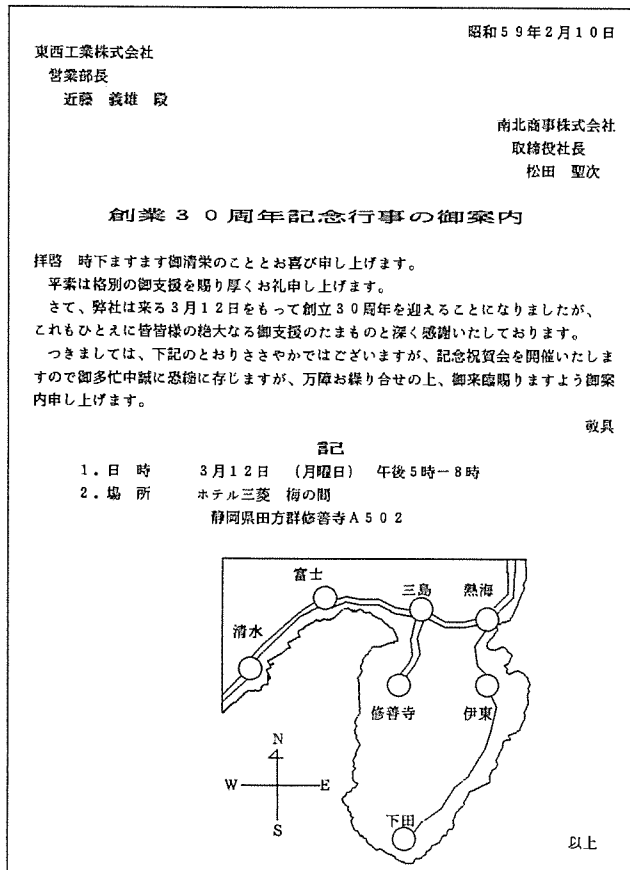 昭和59年2月10日
東西工業株式会社
営業部長
近藤 義雄 殿
南北商事株式会社
取締役社長
松田 聖次
創業30周年記念行事の御案内
拝啓 時下ますます御清栄のこととお喜び申し上げます。
平素は格別の御支援を賜り厚くお礼申し上げます。
さて、弊社は来る3月12日をもって創立30周年を迎えることになりましたが、
これもひとえに皆皆様の絶大なる御支援のたまものと深く感謝いたしております。
つきましては、下記のとおりささやかではございますが、記念祝賀会を開催いたしま
すので御多忙中誠に恐縮に存じますが、万障お繰り合せの上、御来臨賜りますよう御案
内申し上げます。
敬具
記
1.日 時 3月12日 (月曜日) 午後5時ー8時
2.場 所 ホテル三菱 梅の間
静岡県田方群修善寺A502
富士
三島
熱海
清水
修善寺
伊東
N
W
E
S
下田
以上